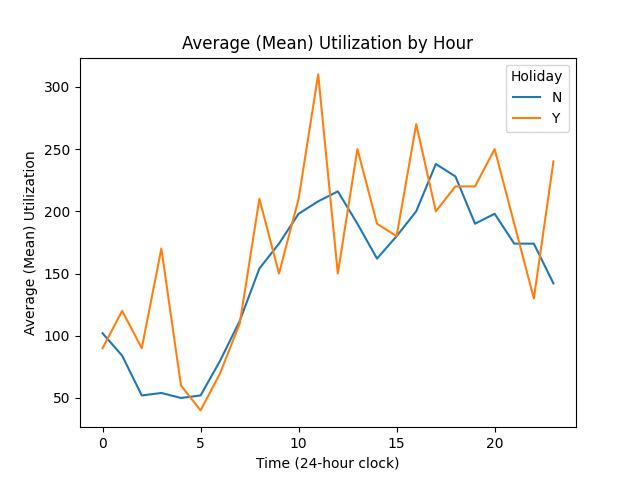 Average (Mean) Utilization by Hour
Holiday
N
Y
300
250
200
150
100
50
Average (Mean) Utilization
0 5 10 15 20
Time (24-hour clock)